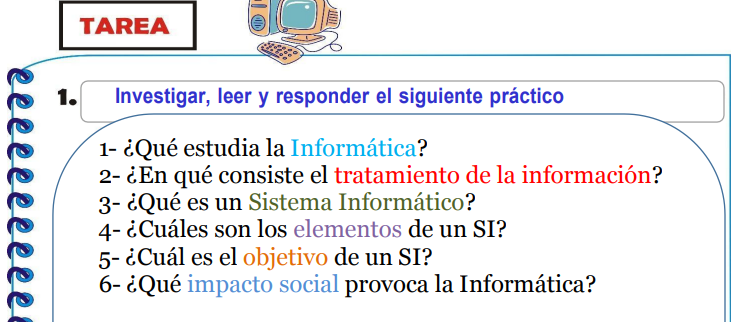 TAREA
1. Investigar, leer y responder el siguiente práctico
1- ¿Qué estudia la Informática?
2- ¿En qué consiste el tratamiento de la información?
3- ¿Qué es un Sistema Informático?
4- ¿Cuáles son los elementos de un SI?
5- ¿Cuál es el objetivo de un SI?
6- ¿Qué impacto social provoca la Informática?